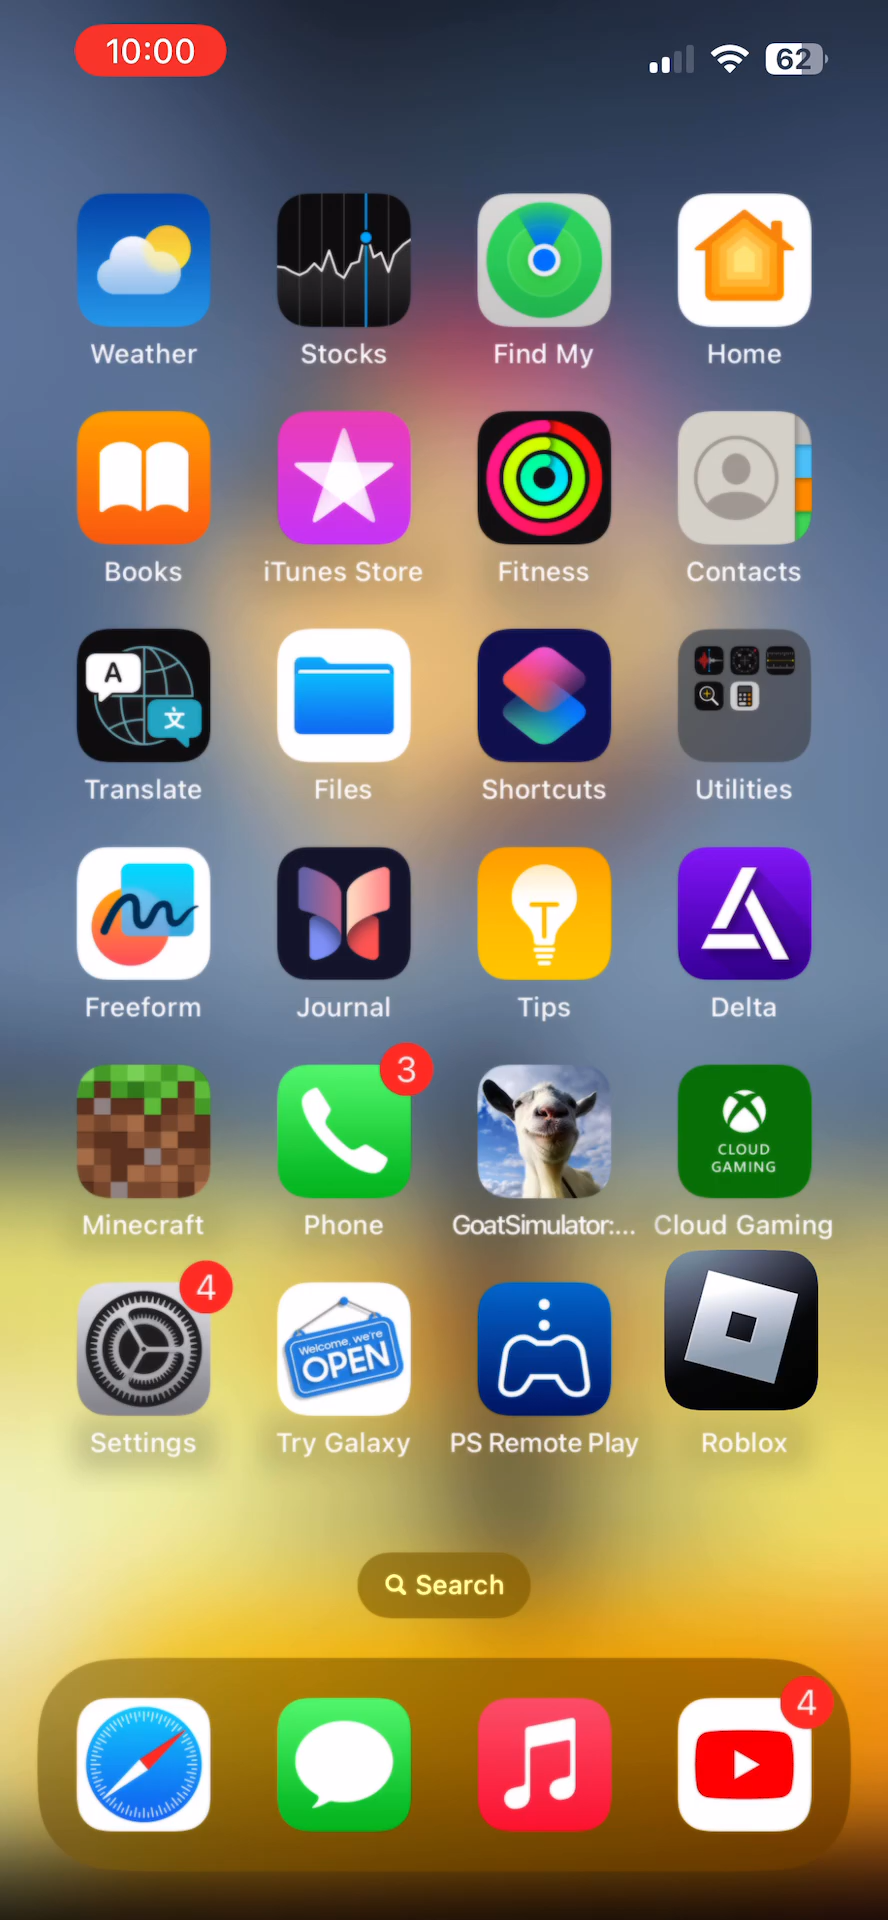 10:00
62
Weather Stocks Find My Home
Books iTunes Store Fitness Contacts
A
文
Translate Files Shortcuts Utilities
Freeform Journal Tips Delta
3
CLOUD
GAMING
Minecraft Phone GoatSimulator:... Cloud Gaming
4
Welcome, we're
OPEN
Settings Try Galaxy PS Remote Play Roblox
Search
4